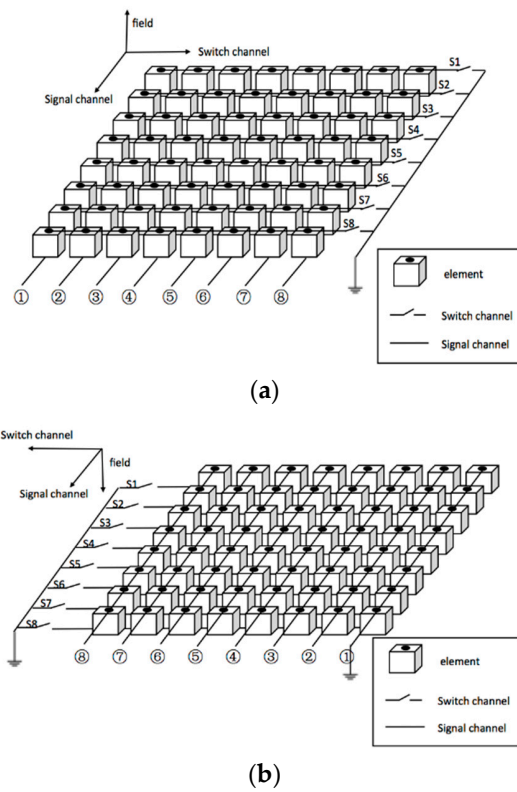 field
Switch channel
Signal channel
S1
S2
S3
S4
S5
S6
S7
S8
① ② ③ ④ ⑤ ⑥ ⑦ ⑧
element
Switch channel
Signal channel
(a)
Switch channel
field
Signal channel
S1
S2
S3
S4
S5
S6
S7
S8
⑧ ⑦ ⑥ ⑤ ④ ③ ② ①
element
Switch channel
Signal channel
(b)